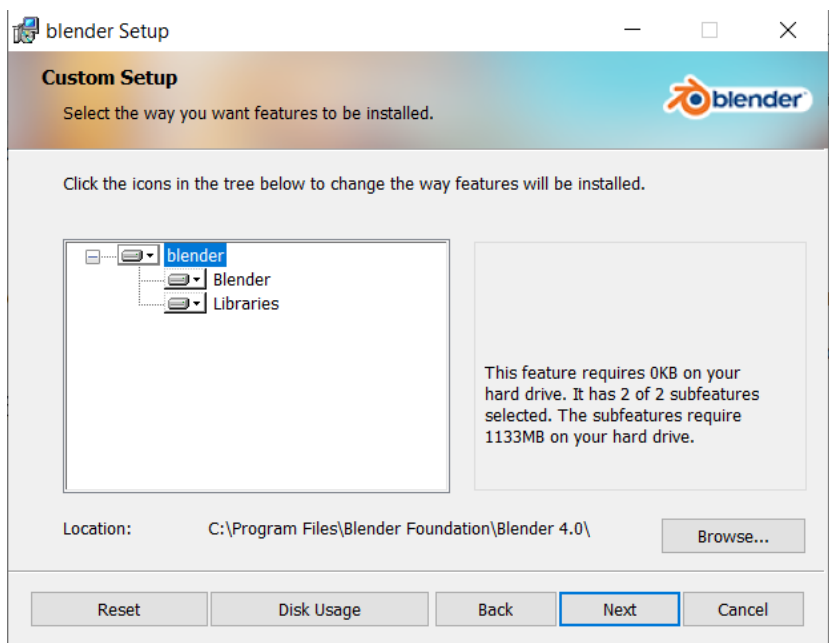 blender Setup
Custom Setup
Select the way you want features to be installed.
blender
Click the icons in the tree below to change the way features will be installed.
blender
Blender
Libraries
This feature requires 0KB on your
hard drive. It has 2 of 2 subfeatures
selected. The subfeatures require
1133MB on your hard drive.
Location: C:\Program Files\Blender Foundation\Blender 4.0\
Browse...
Reset Disk Usage Back Next Cancel